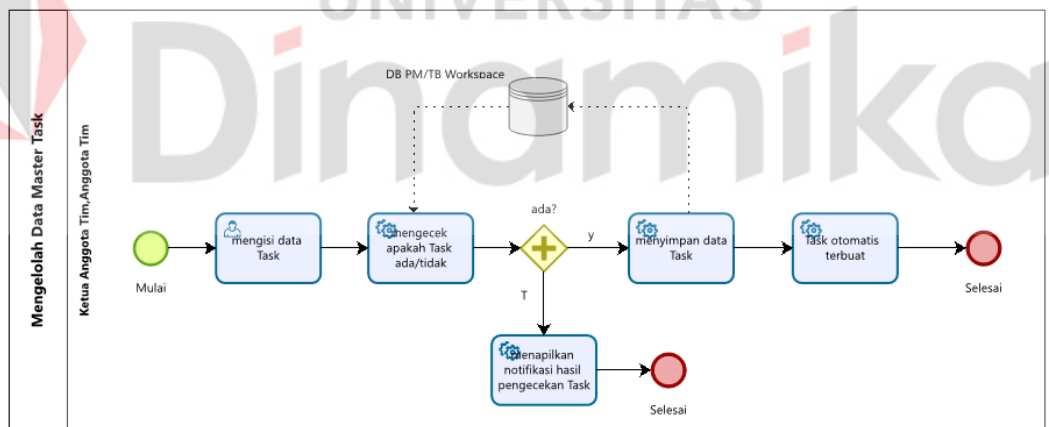 UNIVERSITAS
Dinamika
DB PM/TB Workspace
Mengelolah Data Master Task
Ketua Anggota Tim,Anggota Tim
Mulai
mengisi data
Task
mengecek
apakah Task
ada/tidak
ada?
y
T
menyimpan data
Task
Task otomatis
terbuat
Selesai
menapilkan
notifikasi hasil
pengecekan Task
Selesai